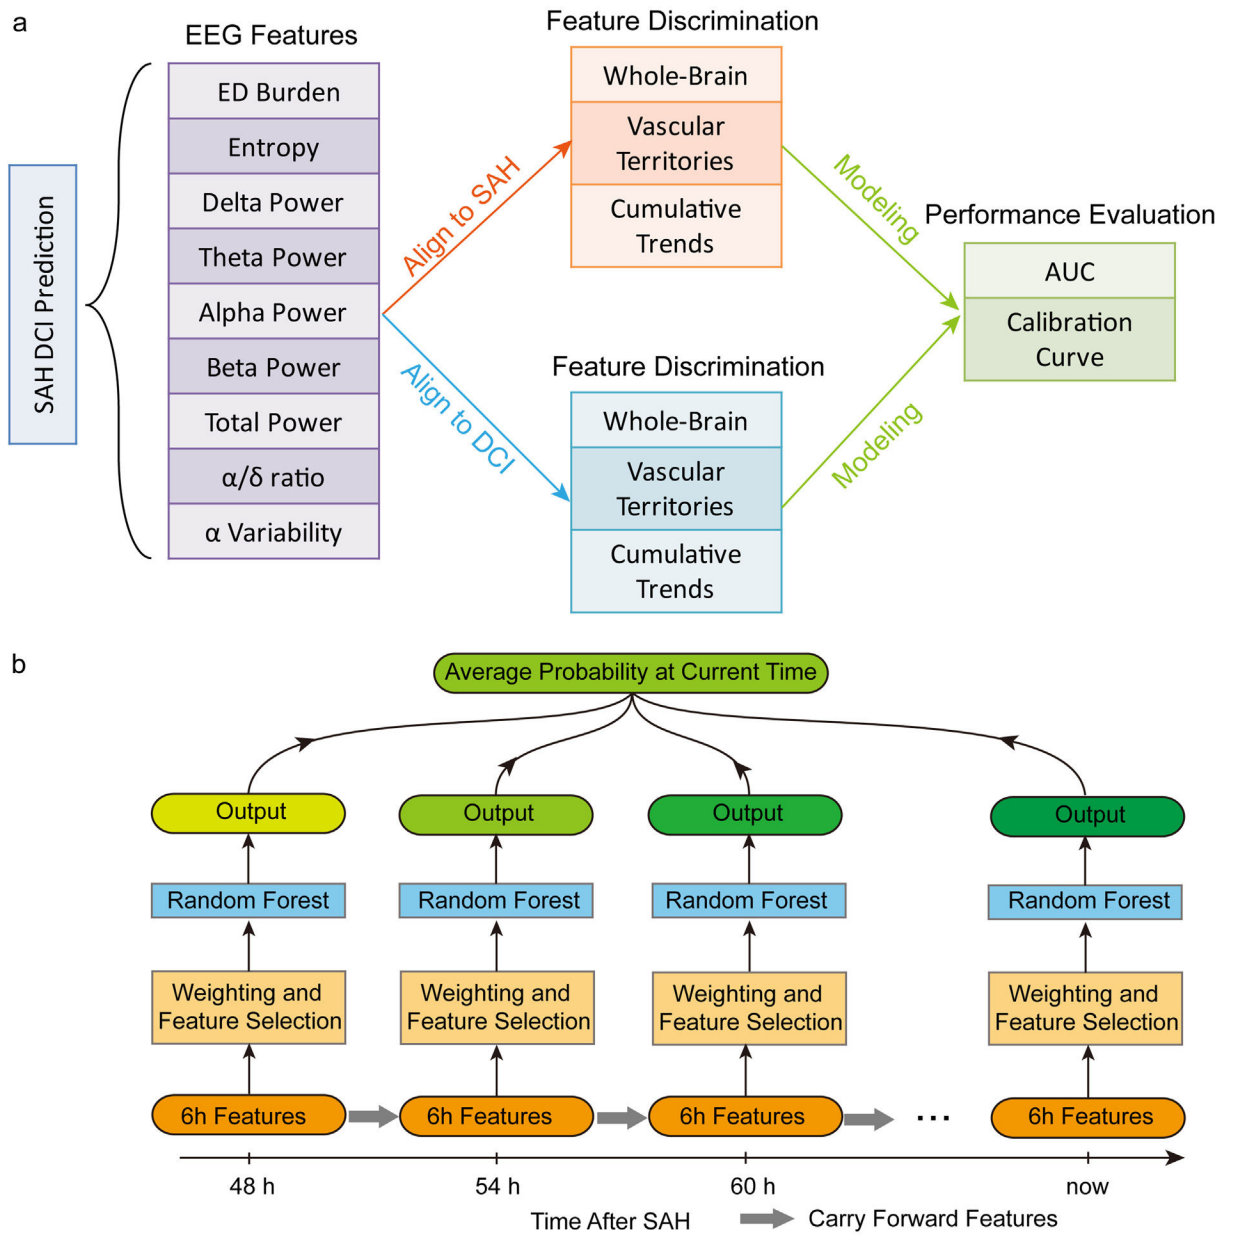 a
EEG Features
SAH DCI Prediction
ED Burden
Entropy
Delta Power
Theta Power
Alpha Power
Beta Power
Total Power
α/δ ratio
α Variability
Align to SAH
Align to DCI
Feature Discrimination
Whole-Brain
Vascular
Territories
Cumulative
Trends
Feature Discrimination
Whole-Brain
Vascular
Territories
Cumulative
Trends
Modeling
Modeling
Performance Evaluation
AUC
Calibration
Curve
b
Average Probability at Current Time
Output
Output
Output
Output
Random Forest
Random Forest
Random Forest
Random Forest
Weighting and
Feature Selection
Weighting and
Feature Selection
Weighting and
Feature Selection
Weighting and
Feature Selection
6h Features
6h Features
6h Features
...
6h Features
48 h
54 h
60 h
now
Time After SAH
Carry Forward Features